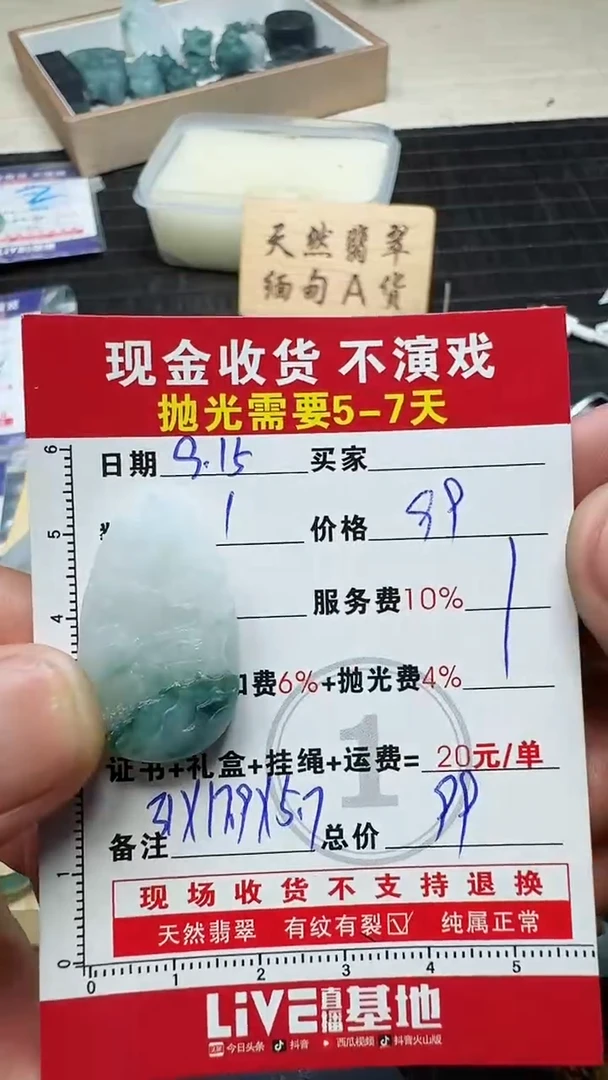 天然翡翠
缅甸A货
现金收货 不演戏
抛光需要5-7天
日期 9.15 买家
1 价格
服务费10%
费6%+抛光费4%
证书+礼盒+挂绳+运费= 20元/单
备注 31X17.9X5.7 总价
现场收货不支持退换
天然翡翠 有纹有裂☑ 纯属正常
LiVE直播基地
今日头条 抖音 西瓜视频 抖音火山版